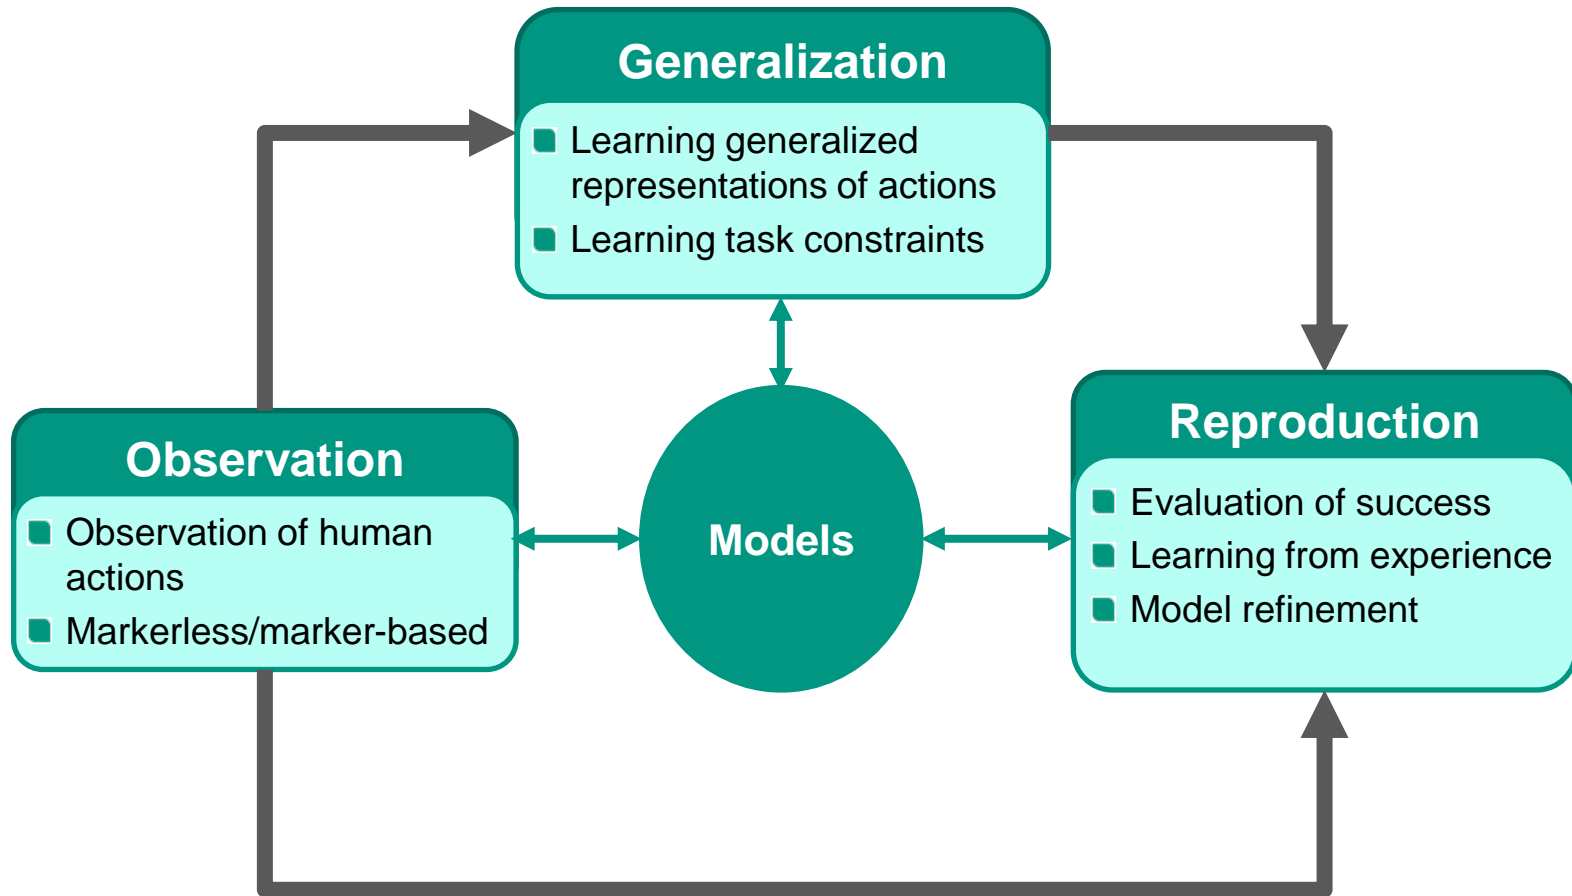 Generalization
Learning generalized
representations of actions
Learning task constraints
Observation
Observation of human
actions
Markerless/marker-based
Models
Reproduction
Evaluation of success
Learning from experience
Model refinement